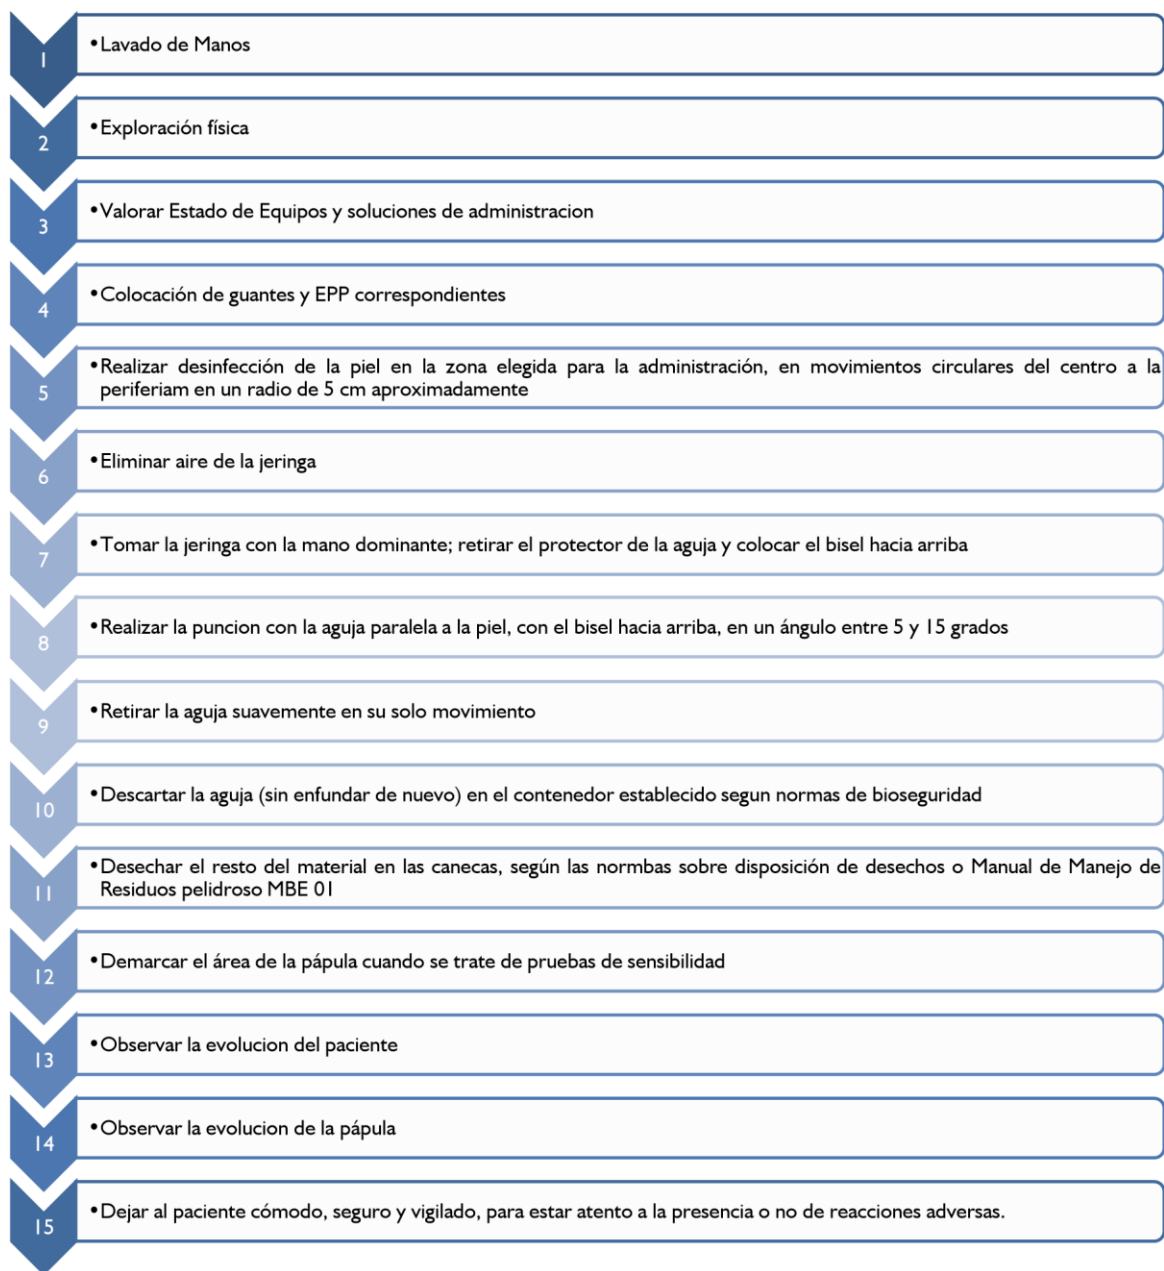 1
•Lavado de Manos
2
•Exploración física
3
•Valorar Estado de Equipos y soluciones de administracion
4
•Colocación de guantes y EPP correspondientes
5
•Realizar desinfección de la piel en la zona elegida para la administración, en movimientos circulares del centro a la
periferiam en un radio de 5 cm aproximadamente
6
•Eliminar aire de la jeringa
7
•Tomar la jeringa con la mano dominante; retirar el protector de la aguja y colocar el bisel hacia arriba
8
•Realizar la puncion con la aguja paralela a la piel, con el bisel hacia arriba, en un ángulo entre 5 y 15 grados
9
•Retirar la aguja suavemente en su solo movimiento
10
•Descartar la aguja (sin enfundar de nuevo) en el contenedor establecido segun normas de bioseguridad
11
•Desechar el resto del material en las canecas, según las normbas sobre disposición de desechos o Manual de Manejo de
Residuos pelidroso MBE 01
12
•Demarcar el área de la pápula cuando se trate de pruebas de sensibilidad
13
•Observar la evolucion del paciente
14
•Observar la evolucion de la pápula
15
•Dejar al paciente cómodo, seguro y vigilado, para estar atento a la presencia o no de reacciones adversas.